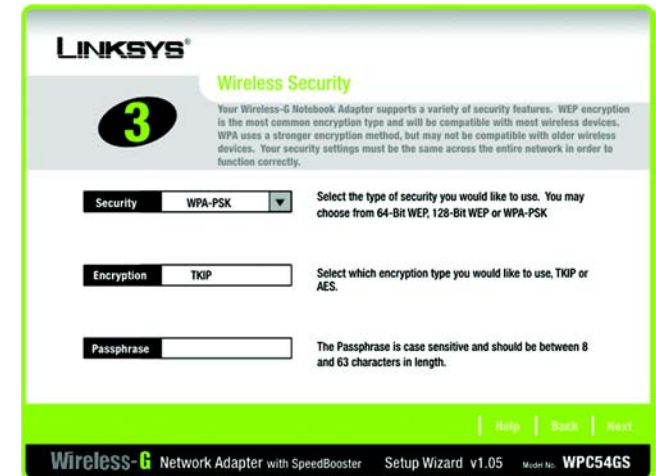 LINKSYS®
Wireless Security
3
Your Wireless-G Notebook Adapter supports a variety of security features. WEP encryption
is the most common encryption type and will be compatible with most wireless devices.
WPA uses a stronger encryption method, but may not be compatible with older wireless
devices. Your security settings must be the same across the entire network in order to
function correctly.
Security WPA-PSK Select the type of security you would like to use. You may
choose from 64-Bit WEP, 128-Bit WEP or WPA-PSK
Encryption TKIP Select which encryption type you would like to use, TKIP or
AES.
Passphrase The Passphrase is case sensitive and should be between 8
and 63 characters in length.
Help Back Next
Wireless-G Network Adapter with SpeedBooster Setup Wizard v1.05 Model No. WPC54GS